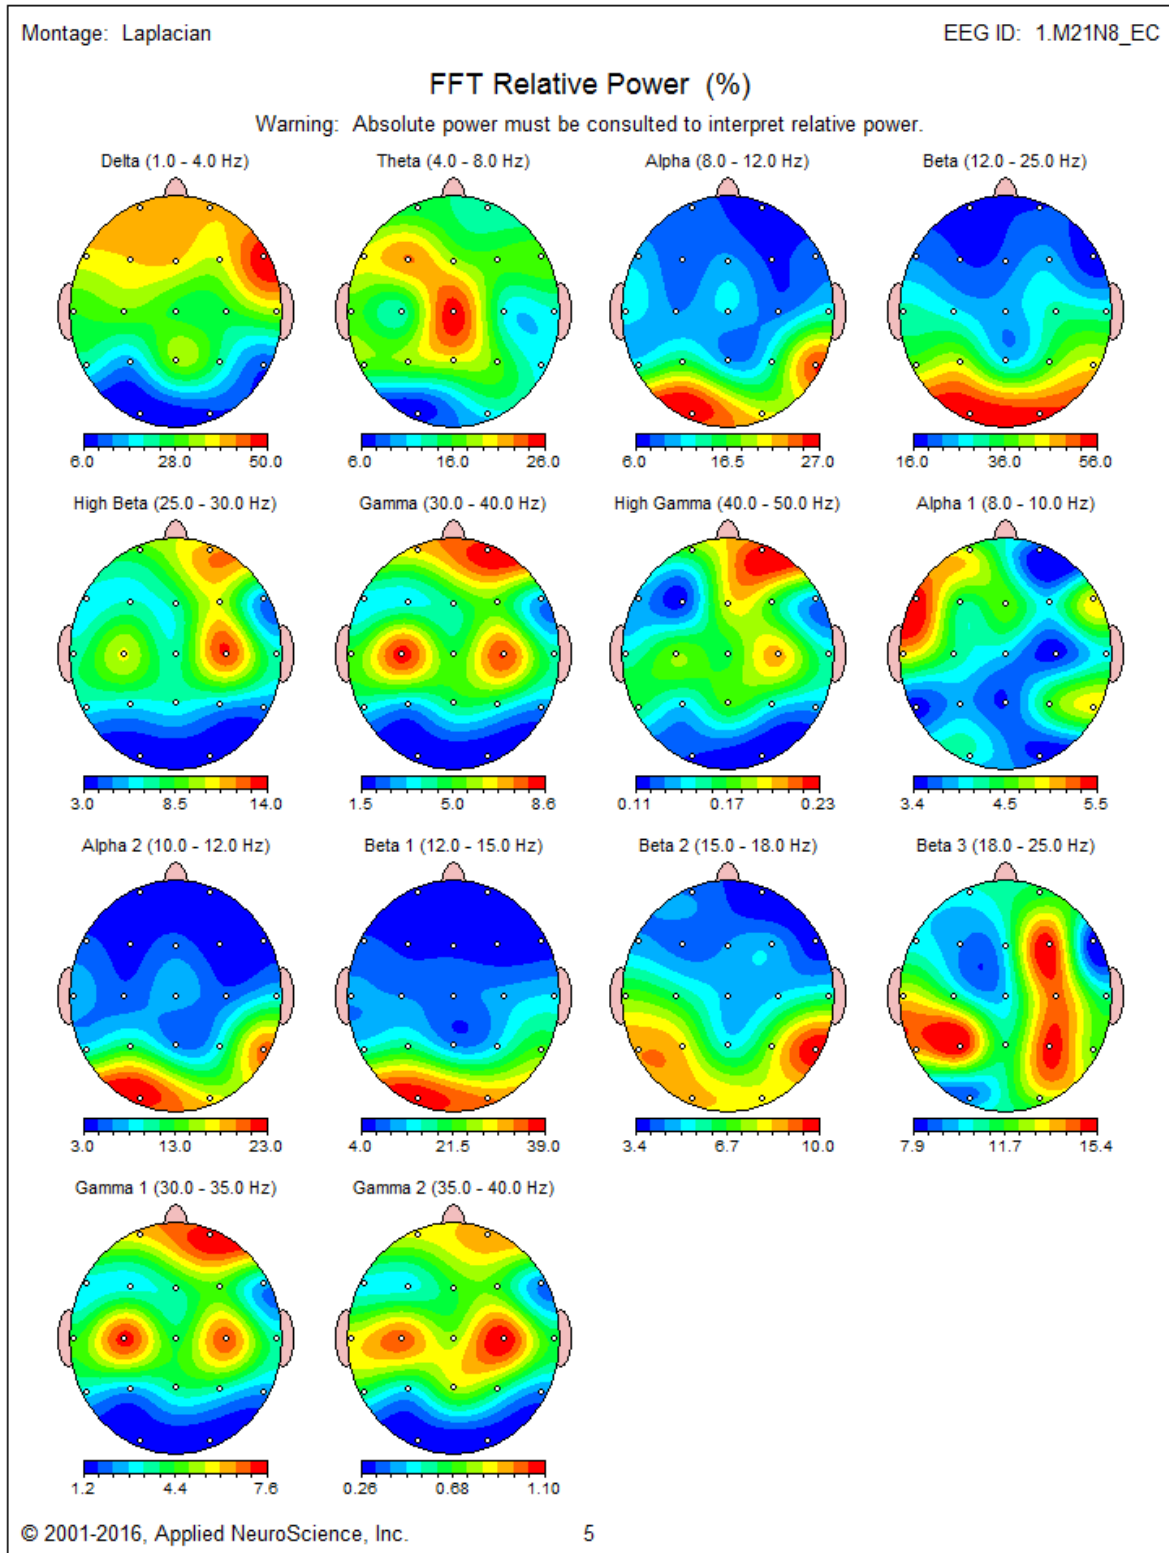 Montage: Laplacian EEG ID: 1.M21N8_EC
FFT Relative Power (%)
Warning: Absolute power must be consulted to interpret relative power.
Delta (1.0 - 4.0 Hz) Theta (4.0 - 8.0 Hz) Alpha (8.0 - 12.0 Hz) Beta (12.0 - 25.0 Hz)
6.0 28.0 50.0 6.0 16.0 26.0 6.0 16.5 27.0 16.0 36.0 56.0
High Beta (25.0 - 30.0 Hz) Gamma (30.0 - 40.0 Hz) High Gamma (40.0 - 50.0 Hz) Alpha 1 (8.0 - 10.0 Hz)
3.0 8.5 14.0 1.5 5.0 8.6 0.11 0.17 0.23 3.4 4.5 5.5
Alpha 2 (10.0 - 12.0 Hz) Beta 1 (12.0 - 15.0 Hz) Beta 2 (15.0 - 18.0 Hz) Beta 3 (18.0 - 25.0 Hz)
3.0 13.0 23.0 4.0 21.5 39.0 3.4 6.7 10.0 7.9 11.7 15.4
Gamma 1 (30.0 - 35.0 Hz) Gamma 2 (35.0 - 40.0 Hz)
1.2 4.4 7.6 0.26 0.68 1.10
© 2001-2016, Applied NeuroScience, Inc. 5